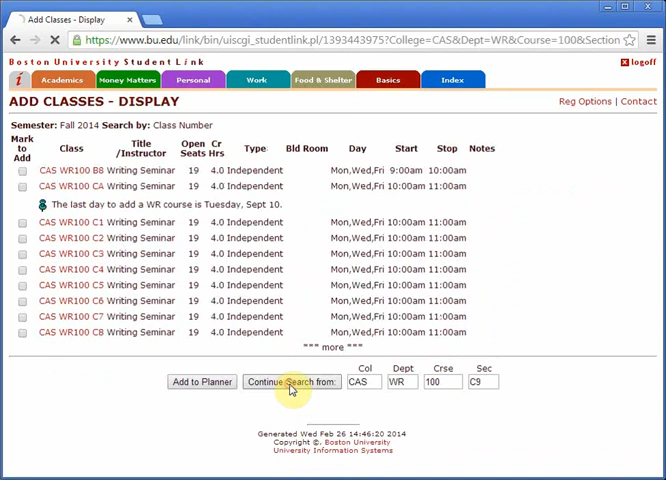 Add Classes - Display
https://www.bu.edu/link/bin/uiscgi_studentlink.pl/1393443975?College=CAS&Dept=WR&Course=100&Section
Boston University Student Link
logoff
i Academics Money Matters Personal Work Food & Shelter Basics Index
ADD CLASSES - DISPLAY
Reg Options | Contact
Semester: Fall 2014 Search by: Class Number
Mark to Add Class Title /Instructor Open Seats Cr Hrs Type Bld Room Day Start Stop Notes
CAS WR100 B8 Writing Seminar 19 4.0 Independent Mon,Wed,Fri 9:00am 10:00am
CAS WR100 CA Writing Seminar 19 4.0 Independent Mon,Wed,Fri 10:00am 11:00am
The last day to add a WR course is Tuesday, Sept 10.
CAS WR100 C1 Writing Seminar 19 4.0 Independent Mon,Wed,Fri 10:00am 11:00am
CAS WR100 C2 Writing Seminar 19 4.0 Independent Mon,Wed,Fri 10:00am 11:00am
CAS WR100 C3 Writing Seminar 19 4.0 Independent Mon,Wed,Fri 10:00am 11:00am
CAS WR100 C4 Writing Seminar 19 4.0 Independent Mon,Wed,Fri 10:00am 11:00am
CAS WR100 C5 Writing Seminar 19 4.0 Independent Mon,Wed,Fri 10:00am 11:00am
CAS WR100 C6 Writing Seminar 19 4.0 Independent Mon,Wed,Fri 10:00am 11:00am
CAS WR100 C7 Writing Seminar 19 4.0 Independent Mon,Wed,Fri 10:00am 11:00am
CAS WR100 C8 Writing Seminar 19 4.0 Independent Mon,Wed,Fri 10:00am 11:00am
*** more ***
Col Dept Crse Sec
Add to Planner Continue Search from: CAS WR 100 C9
Generated Wed Feb 26 14:46:20 2014
Copyright ©, Boston University
University Information Systems